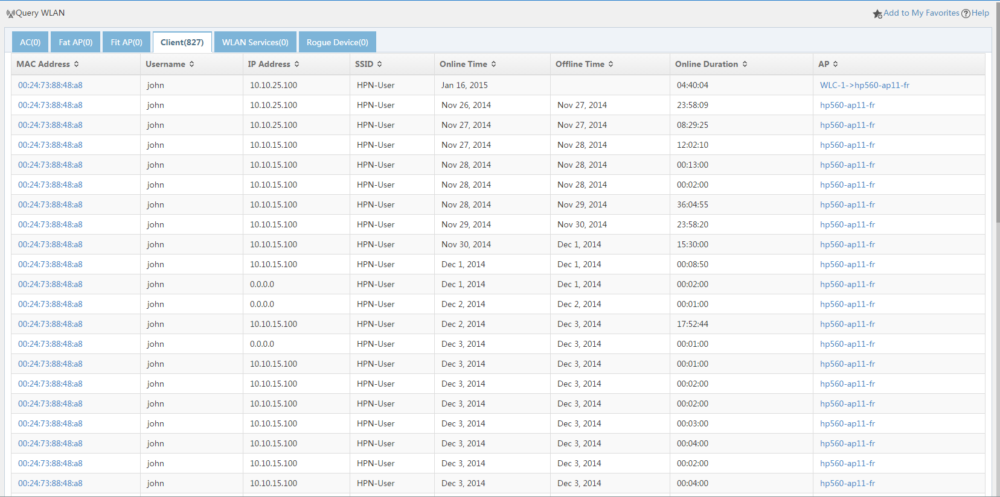 Query WLAN Add to My Favorites Help
AC(0) Fat AP(0) Fit AP(0) Client(827) WLAN Services(0) Rogue Device(0)
MAC Address Username IP Address SSID Online Time Offline Time Online Duration AP
00:24:73:88:48:a8 john 10.10.25.100 HPN-User Jan 16, 2015 04:40:04 WLC-1->hp560-ap11-fr
00:24:73:88:48:a8 john 10.10.25.100 HPN-User Nov 26, 2014 Nov 27, 2014 23:58:09 hp560-ap11-fr
00:24:73:88:48:a8 john 10.10.25.100 HPN-User Nov 27, 2014 Nov 27, 2014 08:29:25 hp560-ap11-fr
00:24:73:88:48:a8 john 10.10.15.100 HPN-User Nov 27, 2014 Nov 28, 2014 12:02:10 hp560-ap11-fr
00:24:73:88:48:a8 john 10.10.15.100 HPN-User Nov 28, 2014 Nov 28, 2014 00:13:00 hp560-ap11-fr
00:24:73:88:48:a8 john 10.10.15.100 HPN-User Nov 28, 2014 Nov 28, 2014 00:02:00 hp560-ap11-fr
00:24:73:88:48:a8 john 10.10.15.100 HPN-User Nov 28, 2014 Nov 29, 2014 36:04:55 hp560-ap11-fr
00:24:73:88:48:a8 john 10.10.15.100 HPN-User Nov 29, 2014 Nov 30, 2014 23:58:20 hp560-ap11-fr
00:24:73:88:48:a8 john 10.10.15.100 HPN-User Nov 30, 2014 Dec 1, 2014 15:30:00 hp560-ap11-fr
00:24:73:88:48:a8 john 10.10.15.100 HPN-User Dec 1, 2014 Dec 1, 2014 00:08:50 hp560-ap11-fr
00:24:73:88:48:a8 john 0.0.0.0 HPN-User Dec 1, 2014 Dec 1, 2014 00:02:00 hp560-ap11-fr
00:24:73:88:48:a8 john 0.0.0.0 HPN-User Dec 2, 2014 Dec 2, 2014 00:01:00 hp560-ap11-fr
00:24:73:88:48:a8 john 10.10.15.100 HPN-User Dec 2, 2014 Dec 3, 2014 17:52:44 hp560-ap11-fr
00:24:73:88:48:a8 john 0.0.0.0 HPN-User Dec 3, 2014 Dec 3, 2014 00:01:00 hp560-ap11-fr
00:24:73:88:48:a8 john 10.10.15.100 HPN-User Dec 3, 2014 Dec 3, 2014 00:01:00 hp560-ap11-fr
00:24:73:88:48:a8 john 10.10.15.100 HPN-User Dec 3, 2014 Dec 3, 2014 00:02:00 hp560-ap11-fr
00:24:73:88:48:a8 john 10.10.15.100 HPN-User Dec 3, 2014 Dec 3, 2014 00:02:00 hp560-ap11-fr
00:24:73:88:48:a8 john 10.10.15.100 HPN-User Dec 3, 2014 Dec 3, 2014 00:03:00 hp560-ap11-fr
00:24:73:88:48:a8 john 10.10.15.100 HPN-User Dec 3, 2014 Dec 3, 2014 00:04:00 hp560-ap11-fr
00:24:73:88:48:a8 john 10.10.15.100 HPN-User Dec 3, 2014 Dec 3, 2014 00:02:00 hp560-ap11-fr
00:24:73:88:48:a8 john 10.10.15.100 HPN-User Dec 3, 2014 Dec 3, 2014 00:04:00 hp560-ap11-fr